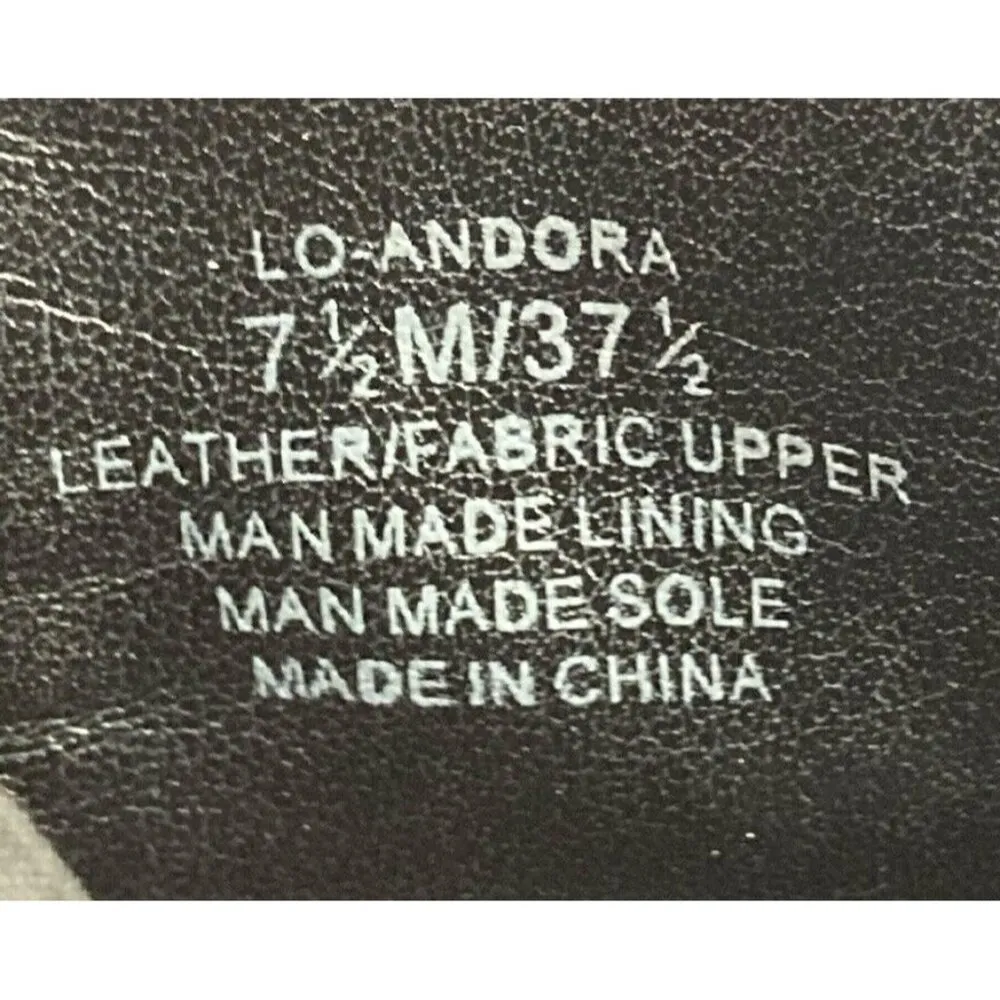 LO-ANDORA
7 ½ M/37 ½
LEATHER/FABRIC UPPER
MAN MADE LINING
MAN MADE SOLE
MADE IN CHINA